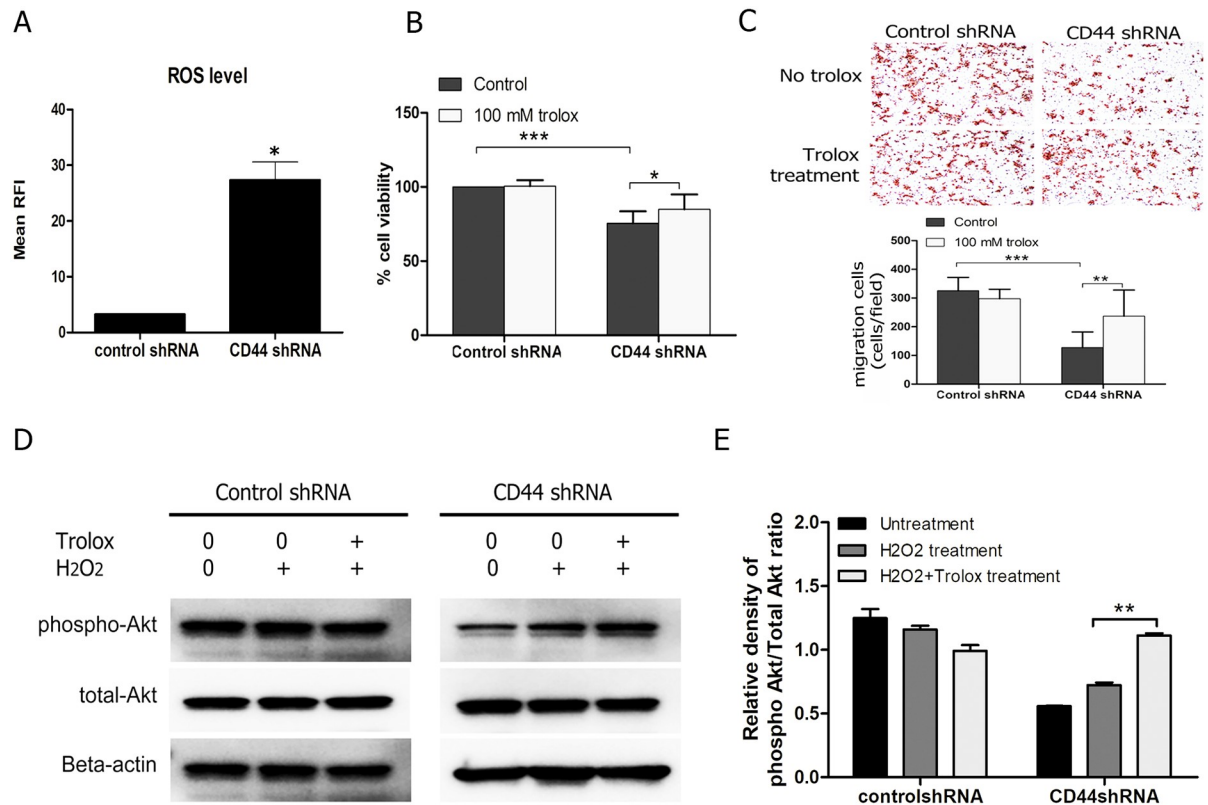 A
ROS level
Mean RFI
40
30
20
10
0
*
control shRNA
CD44 shRNA
B
Control
100 mM trolox
% cell viability
150
100
50
0
***
*
Control shRNA
CD44 shRNA
C
Control shRNA
CD44 shRNA
No trolox
Trolox
treatment
Control
100 mM trolox
migration cells
(cells/field)
500
400
300
200
100
0
***
**
Control shRNA
CD44 shRNA
D
Control shRNA
CD44 shRNA
Trolox 0 0 + 0 0 +
H2O2 0 + + 0 + +
phospho-Akt
total-Akt
Beta-actin
E
Untreatment
H2O2 treatment
H2O2+Trolox treatment
Relative density of
phospho Akt/Total Akt ratio
2.0
1.5
1.0
0.5
0.0
**
controlshRNA
CD44shRNA